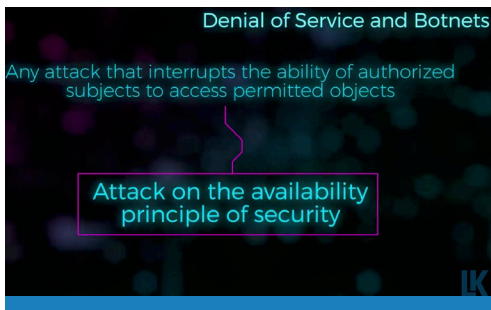 Denial of Service and Botnets
Any attack that interrupts the ability of authorized
subjects to access permitted objects
Attack on the availability
principle of security
LK